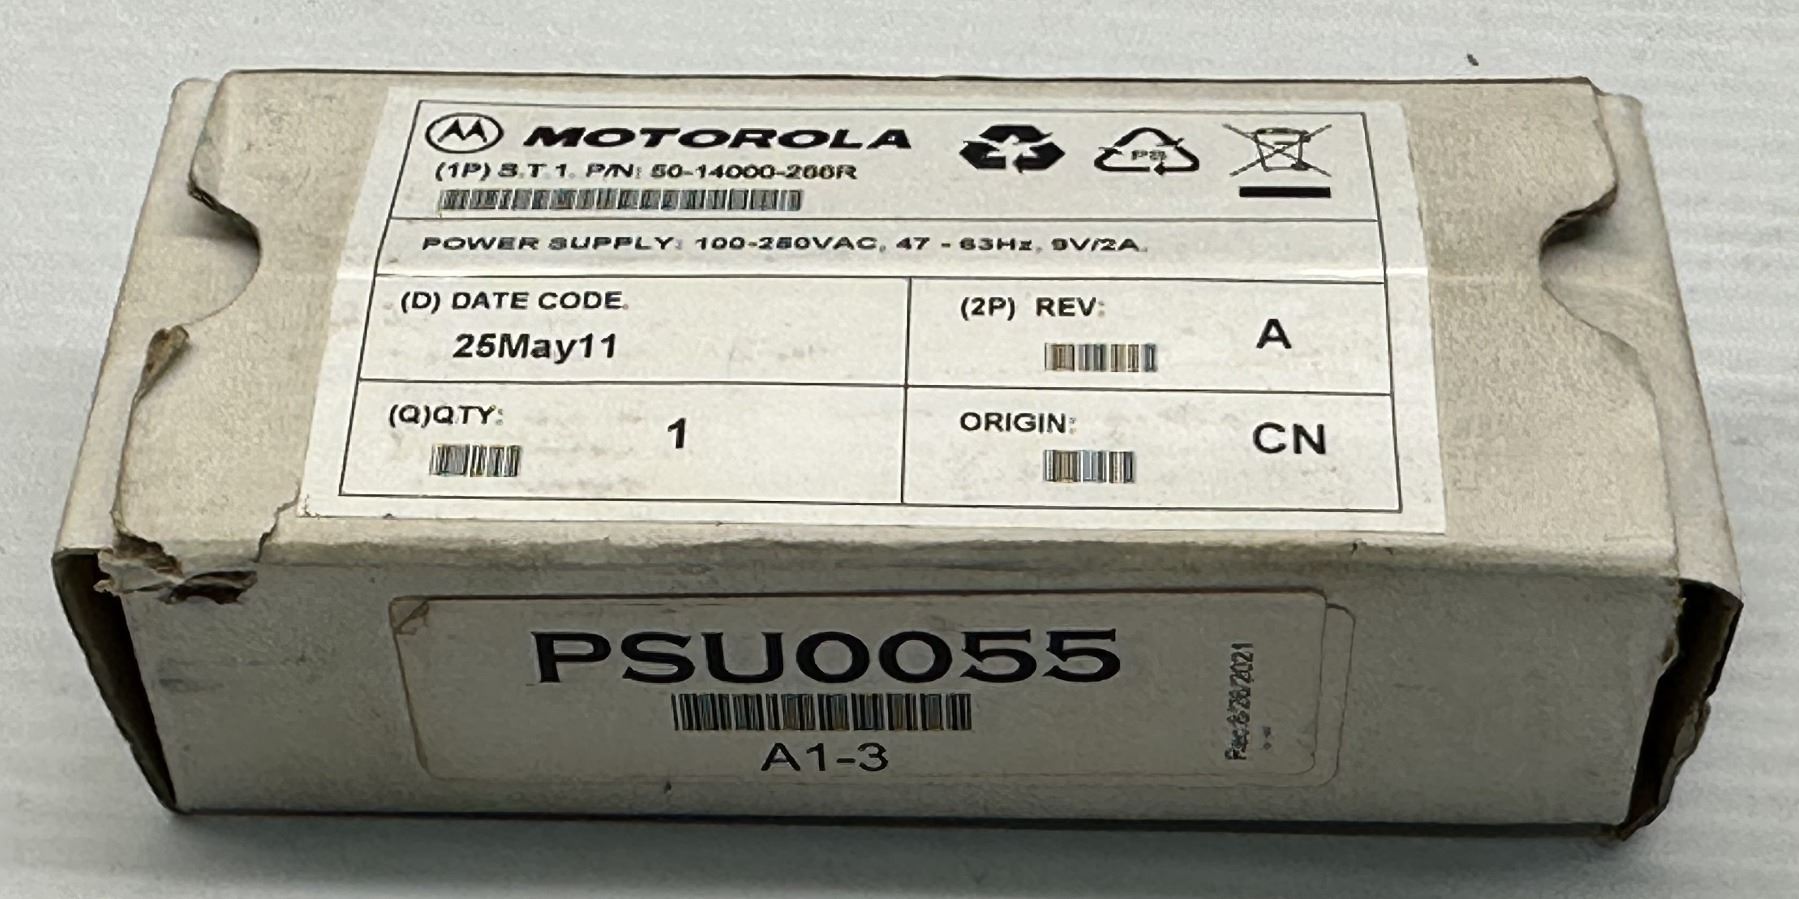 MOTOROLA
(1P) S.T 1. P/N: 50-14000-266R
POWER SUPPLY: 100-250VAC, 47 - 63Hz, 9V/2A.
(D) DATE CODE.
25May11
(2P) REV:
A
(Q)QTY:
1
ORIGIN:
CN
PSU0055
A1-3